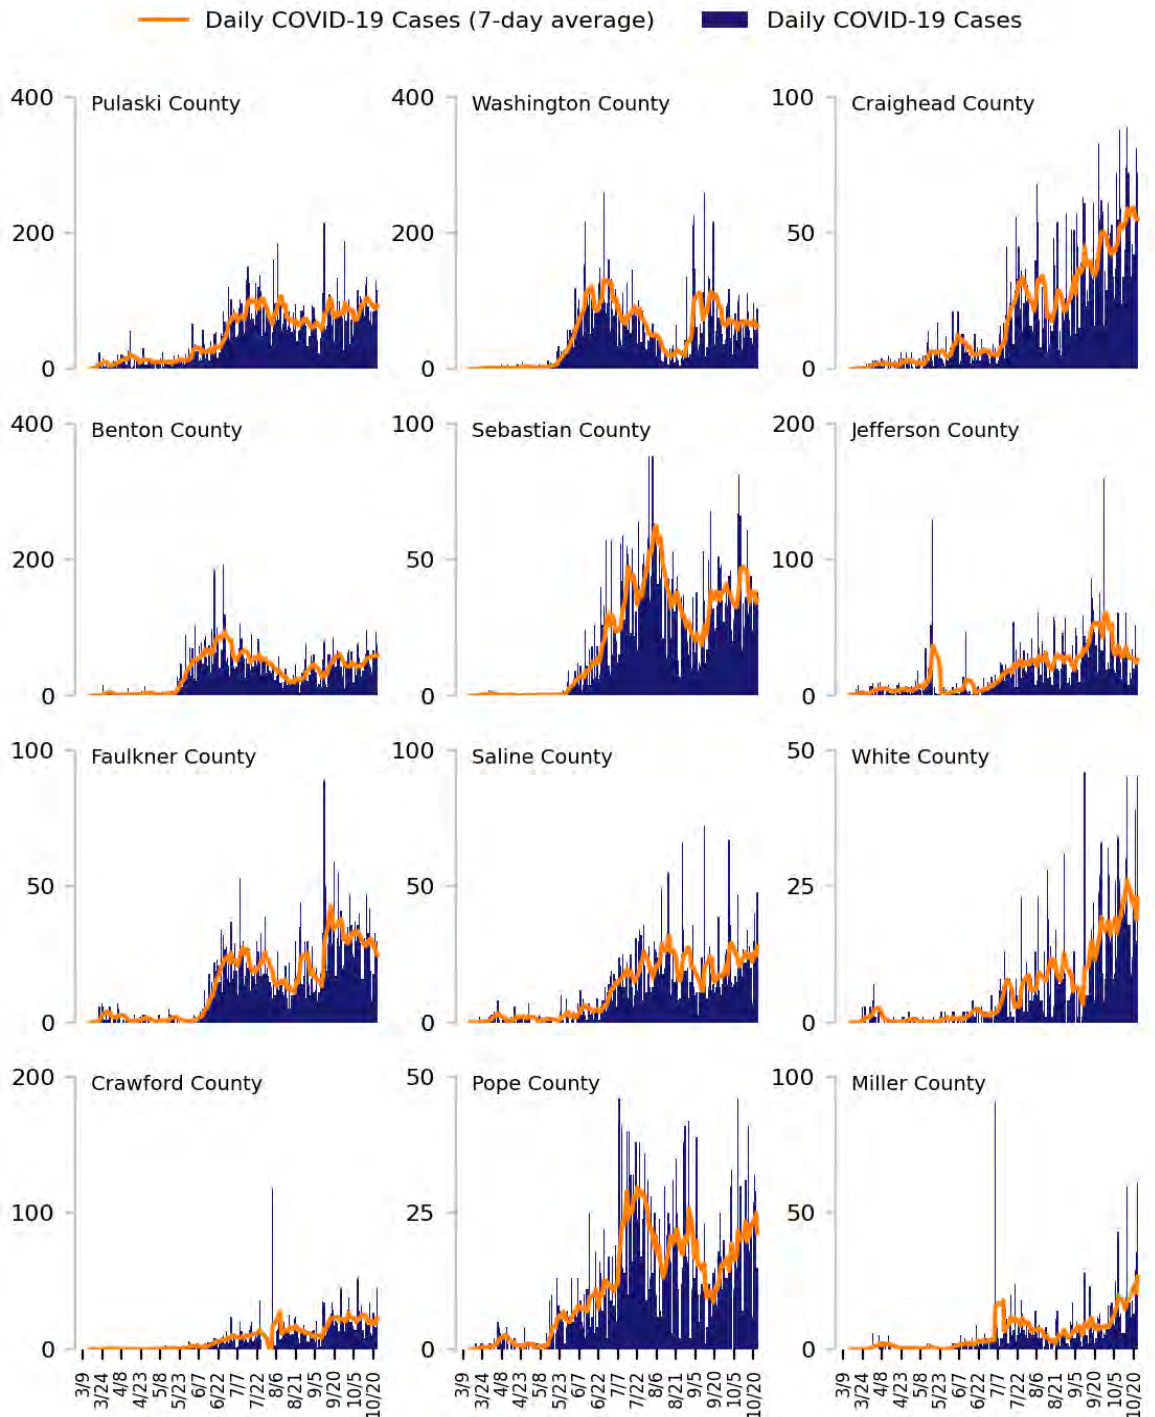 Daily COVID-19 Cases (7-day average) Daily COVID-19 Cases
400 Pulaski County 400 Washington County 100 Craighead County
200 200 50
0 0 0
400 Benton County 100 Sebastian County 200 Jefferson County
200 50 100
0 0 0
100 Faulkner County 100 Saline County 50 White County
50 50 25
0 0 0
200 Crawford County 50 Pope County 100 Miller County
100 25 50
0 0 0
3/9 3/24 4/8 4/23 5/8 5/23 6/7 6/22 7/7 7/22 8/6 8/21 9/5 9/20 10/5 10/20 3/9 3/24 4/8 4/23 5/8 5/23 6/7 6/22 7/7 7/22 8/6 8/21 9/5 9/20 10/5 10/20 3/9 3/24 4/8 4/23 5/8 5/23 6/7 6/22 7/7 7/22 8/6 8/21 9/5 9/20 10/5 10/20